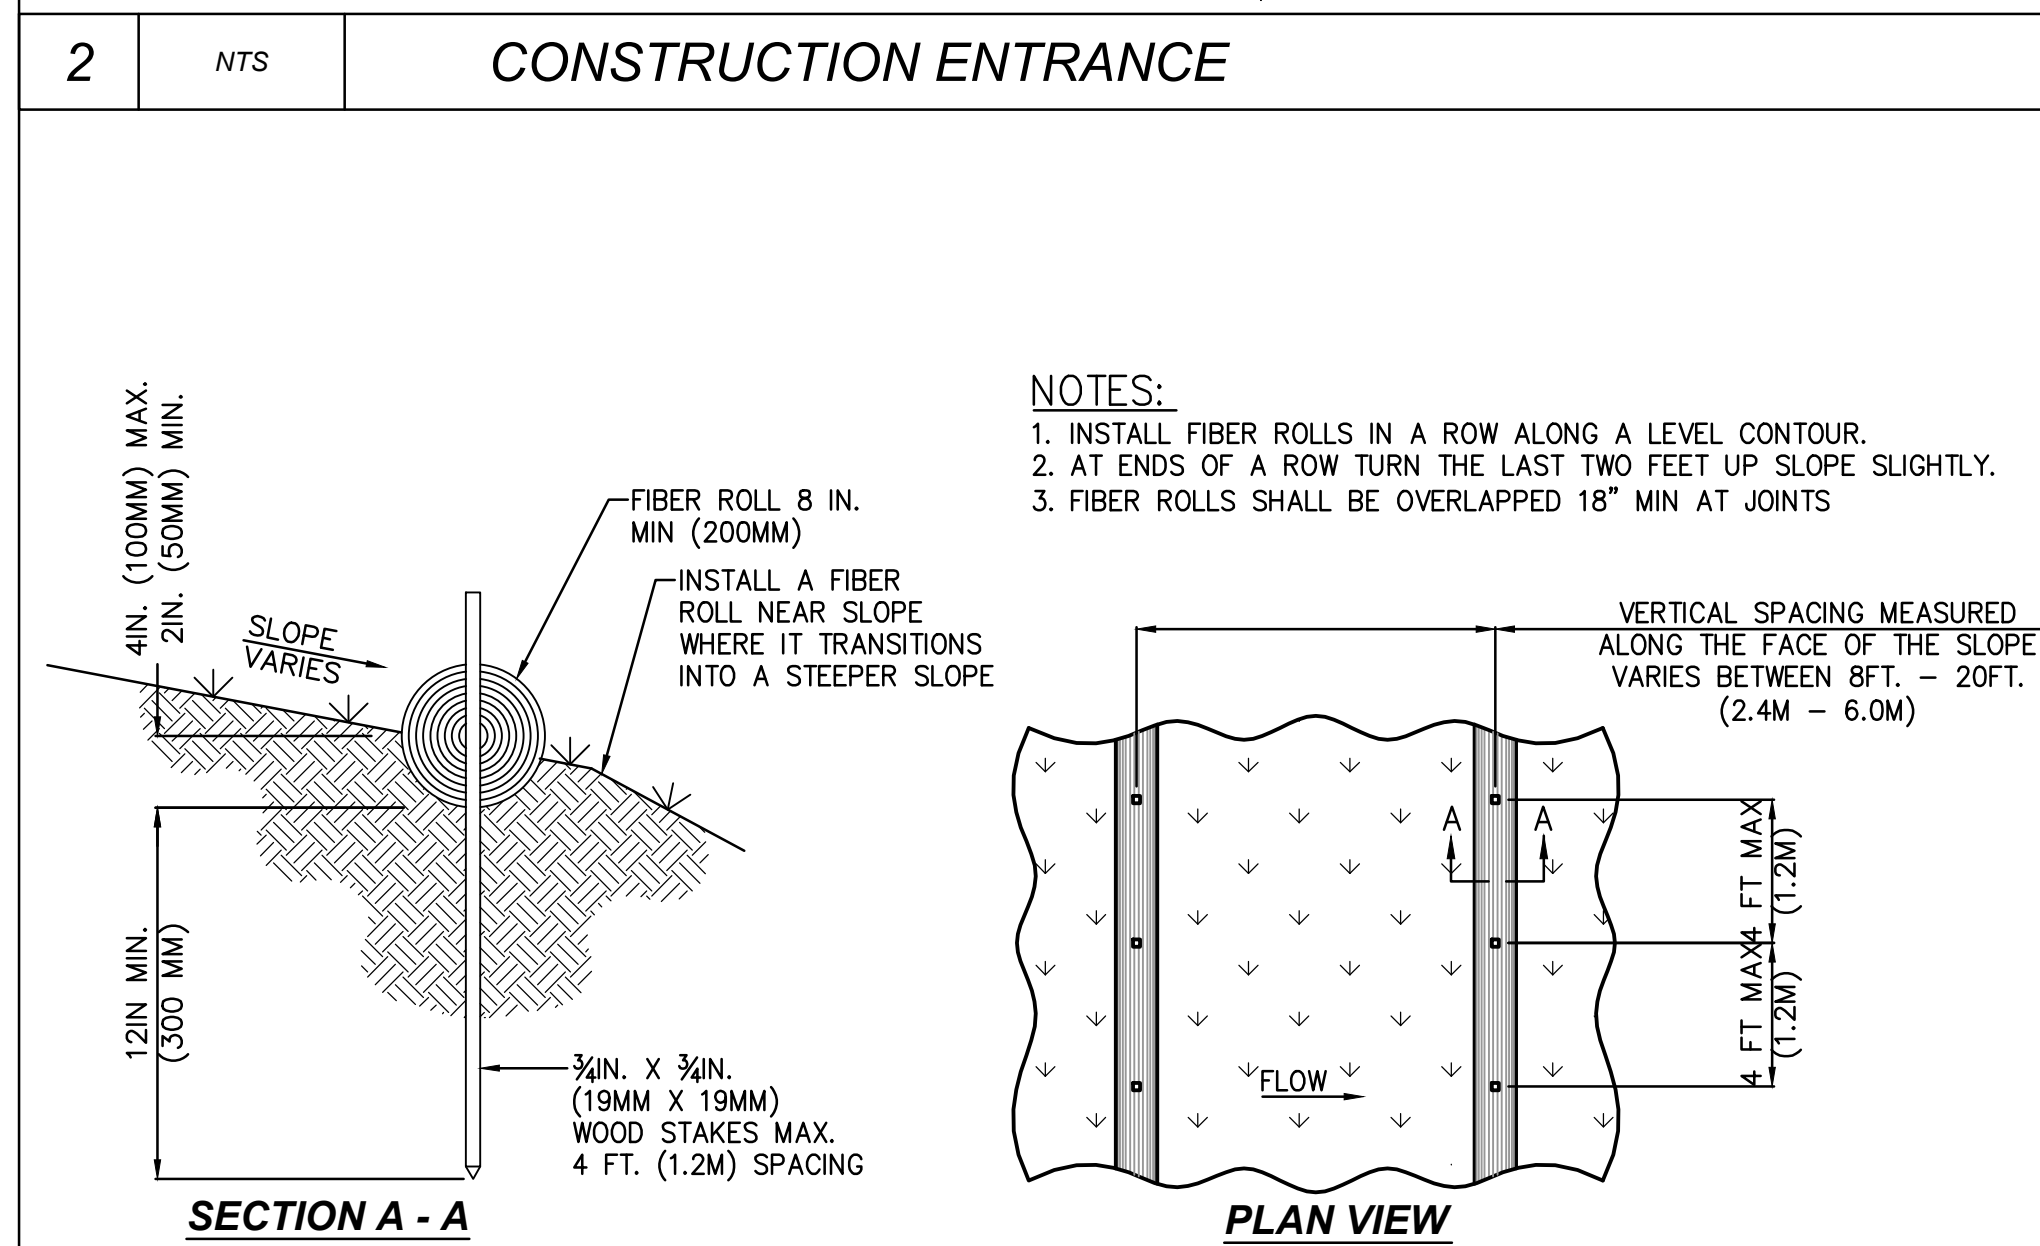 2
NTS
CONSTRUCTION ENTRANCE
NOTES:
1. INSTALL FIBER ROLLS IN A ROW ALONG A LEVEL CONTOUR.
2. AT ENDS OF A ROW TURN THE LAST TWO FEET UP SLOPE SLIGHTLY.
3. FIBER ROLLS SHALL BE OVERLAPPED 18” MIN AT JOINTS
4IN. (100MM) MAX.
2IN. (50MM) MIN.
SLOPE
VARIES
FIBER ROLL 8 IN.
MIN (200MM)
INSTALL A FIBER
ROLL NEAR SLOPE
WHERE IT TRANSITIONS
INTO A STEEPER SLOPE
12IN MIN.
(300 MM)
¾IN. X ¾IN.
(19MM X 19MM)
WOOD STAKES MAX.
4 FT. (1.2M) SPACING
SECTION A - A
VERTICAL SPACING MEASURED
ALONG THE FACE OF THE SLOPE
VARIES BETWEEN 8FT. – 20FT.
(2.4M – 6.0M)
A
A
4 FT MAX
(1.2M)
4 FT MAX
(1.2M)
FLOW
PLAN VIEW